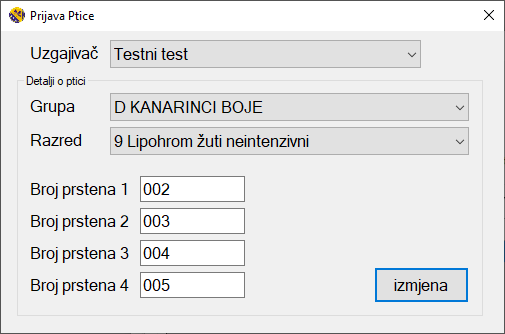 Prijava Ptice
Uzgajivač Testni test
Detalji o ptici
Grupa D KANARINCI BOJE
Razred 9 Lipohrom žuti neintenzivni
Broj prstena 1 002
Broj prstena 2 003
Broj prstena 3 004
Broj prstena 4 005
izmjena